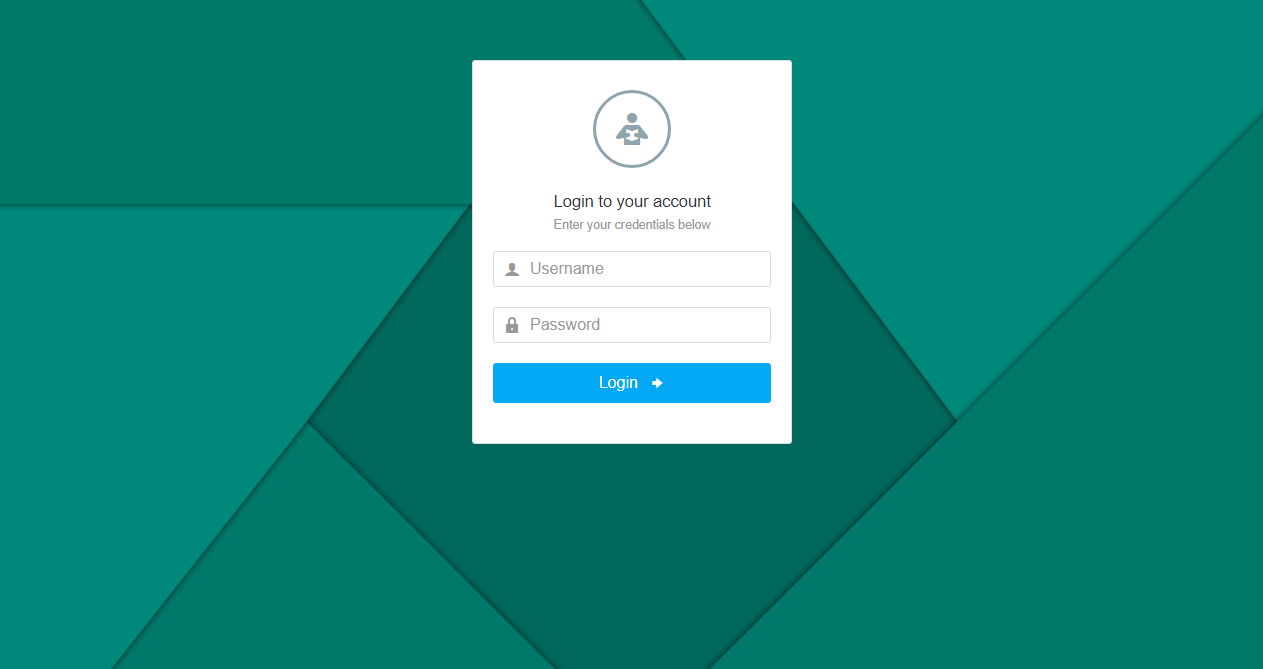 Login to your account
Enter your credentials below
Username
Password
Login